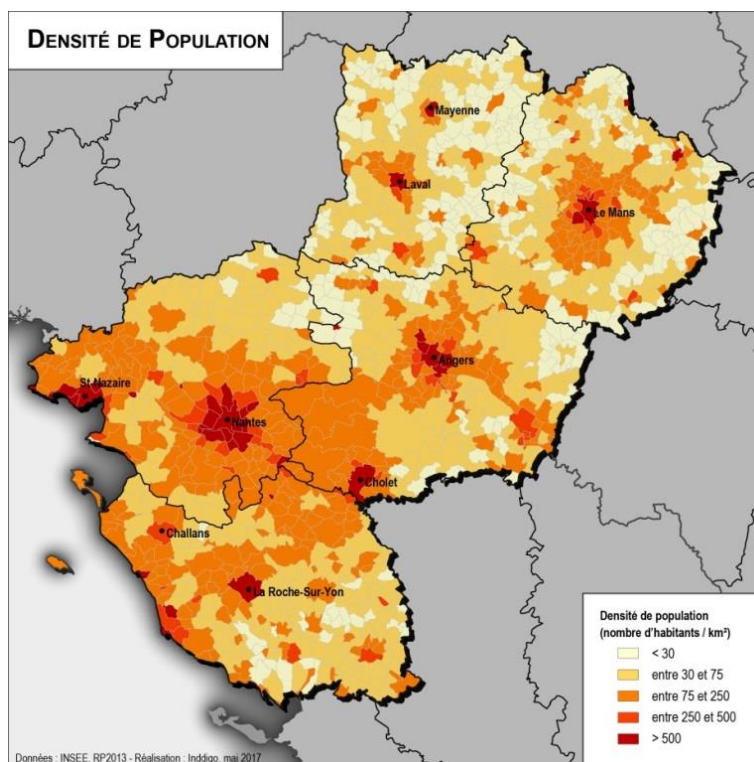 DENSITÉ DE POPULATION
Mayenne
Laval
Le Mans
Angers
St-Nazaire
Nantes
Cholet
Challans
La Roche-Sur-Yon
Densité de population
(nombre d'habitants / km²)
< 30
entre 30 et 75
entre 75 et 250
entre 250 et 500
> 500
Données : INSEE, RP2013 - Réalisation : Inddigo, mai 2017